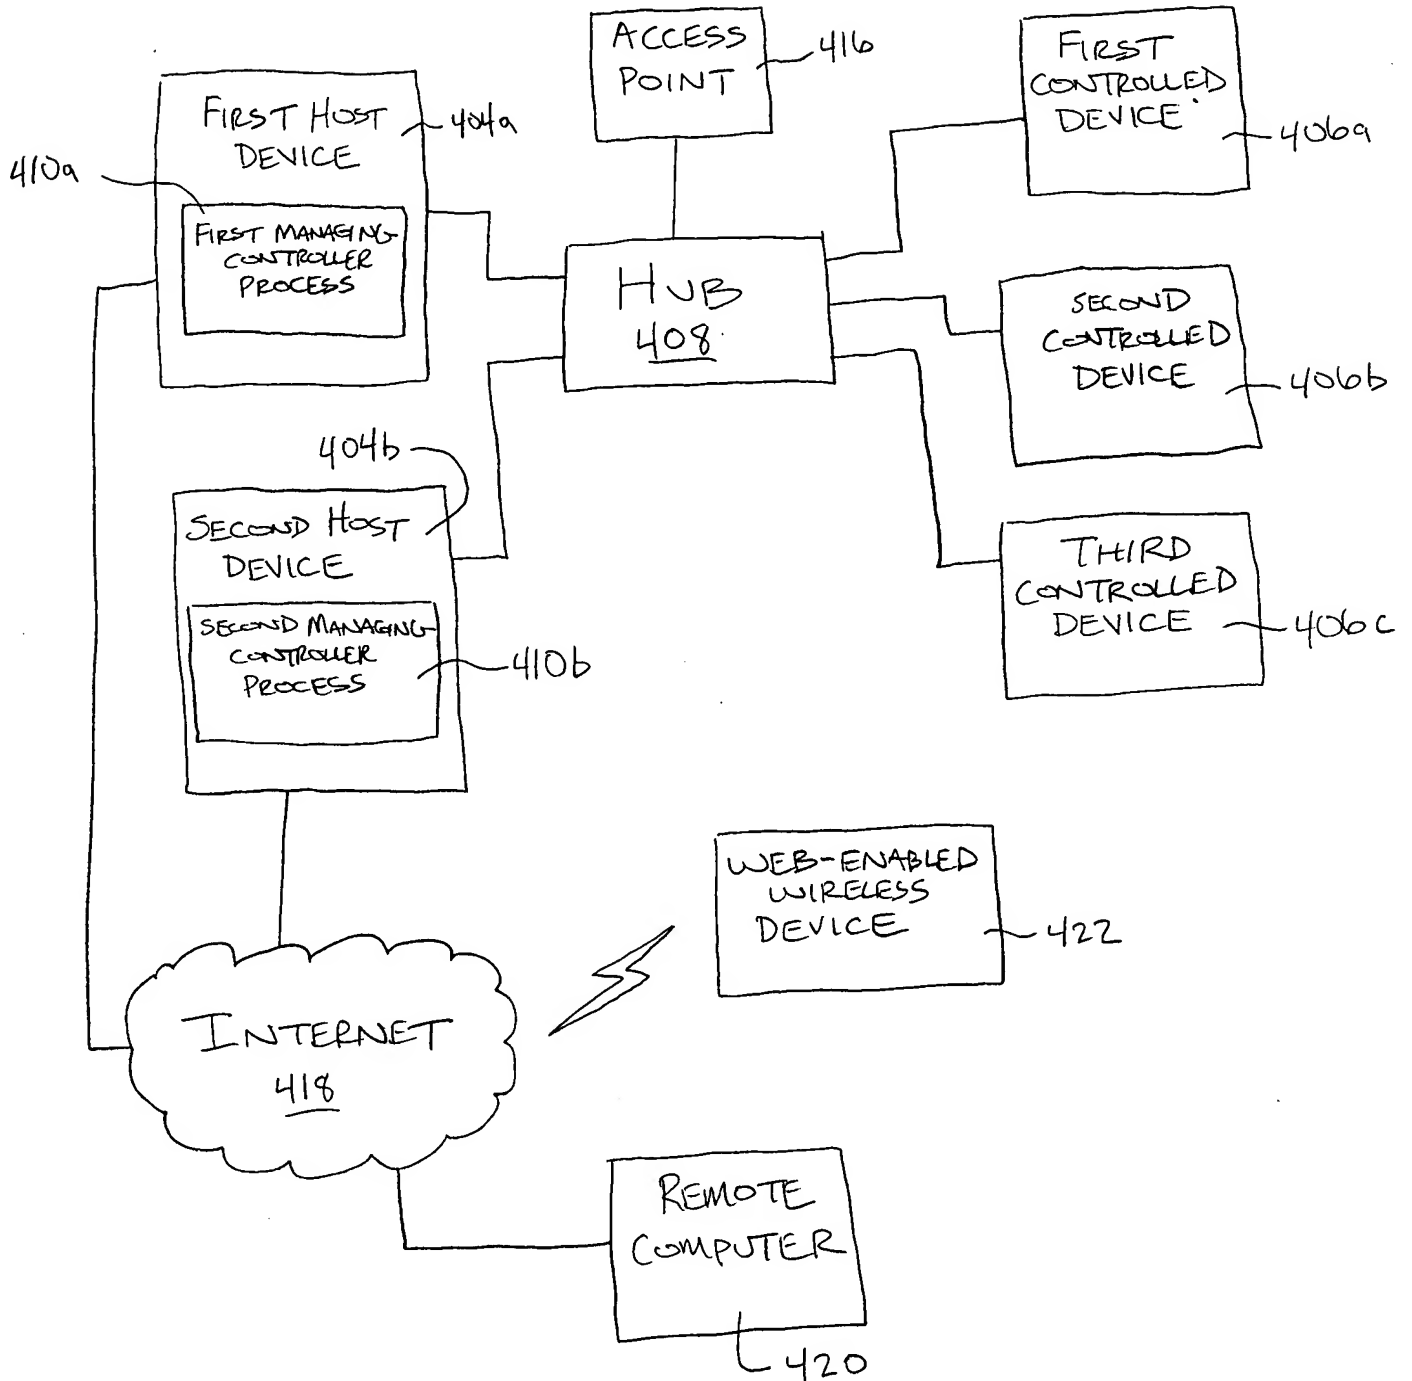 ACCESS
POINT
416
FIRST
CONTROLLED
DEVICE
406a
FIRST HOST
DEVICE
404a
410a
FIRST MANAGING-
CONTROLLER
PROCESS
HUB
408
SECOND
CONTROLLED
DEVICE
406b
404b
SECOND HOST
DEVICE
SECOND MANAGING-
CONTROLLER
PROCESS
410b
THIRD
CONTROLLED
DEVICE
406c
WEB-ENABLED
WIRELESS
DEVICE
422
INTERNET
418
REMOTE
COMPUTER
420